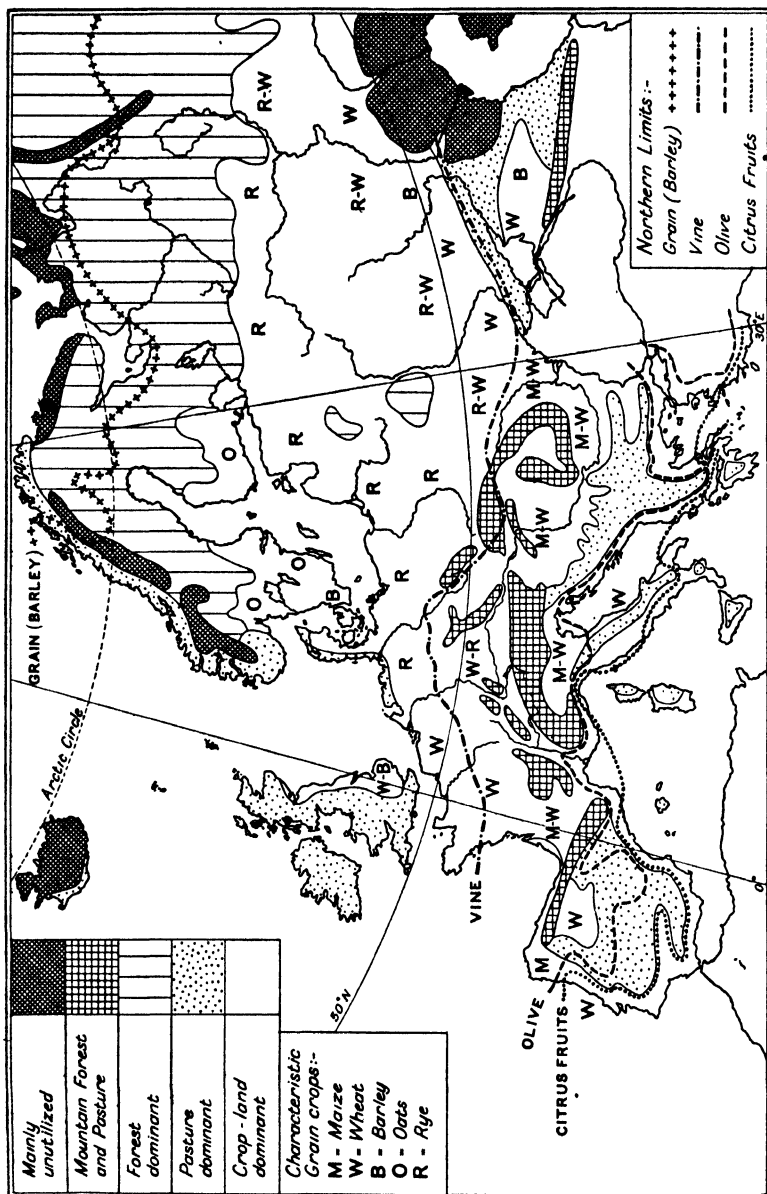 Mainly
unutilized
Mountain Forest
and Pasture
Forest
dominant
Pasture
dominant
Crop-land
dominant
Characteristic
Grain crops:-
M - Maize
W - Wheat
B - Barley
O - Oats
R - Rye
Northern Limits:-
Grain (Barley)
Vine
Olive
Citrus Fruits
GRAIN (BARLEY)
Arctic Circle
50°N
VINE
OLIVE
CITRUS FRUITS
0°
30°E
R-W
R-W
W
R
R
R-W
B
W
B
W
R-W
W
R
O
R
R-W
M-W
M-W
R
R
M-W
O
O
B
R
R
W-R
M-W
W
W-B
W
W
M-W
W
M
W